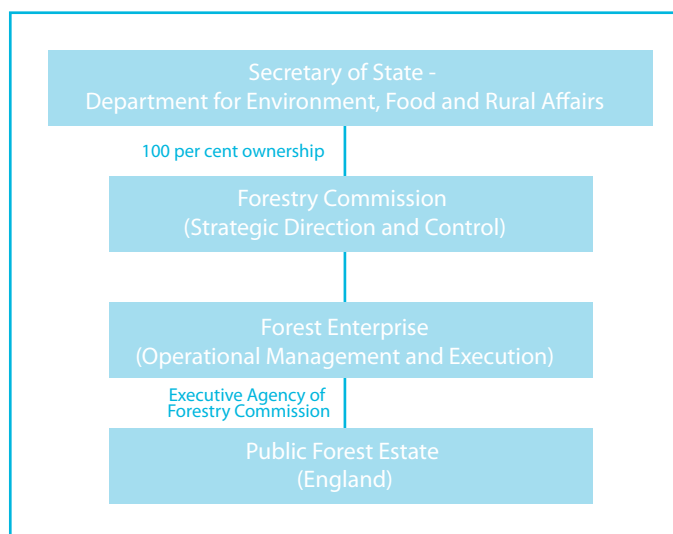 Secretary of State -
Department for Environment, Food and Rural Affairs
100 per cent ownership
Forestry Commission
(Strategic Direction and Control)
Forest Enterprise
(Operational Management and Execution)
Executive Agency of
Forestry Commission
Public Forest Estate
(England)